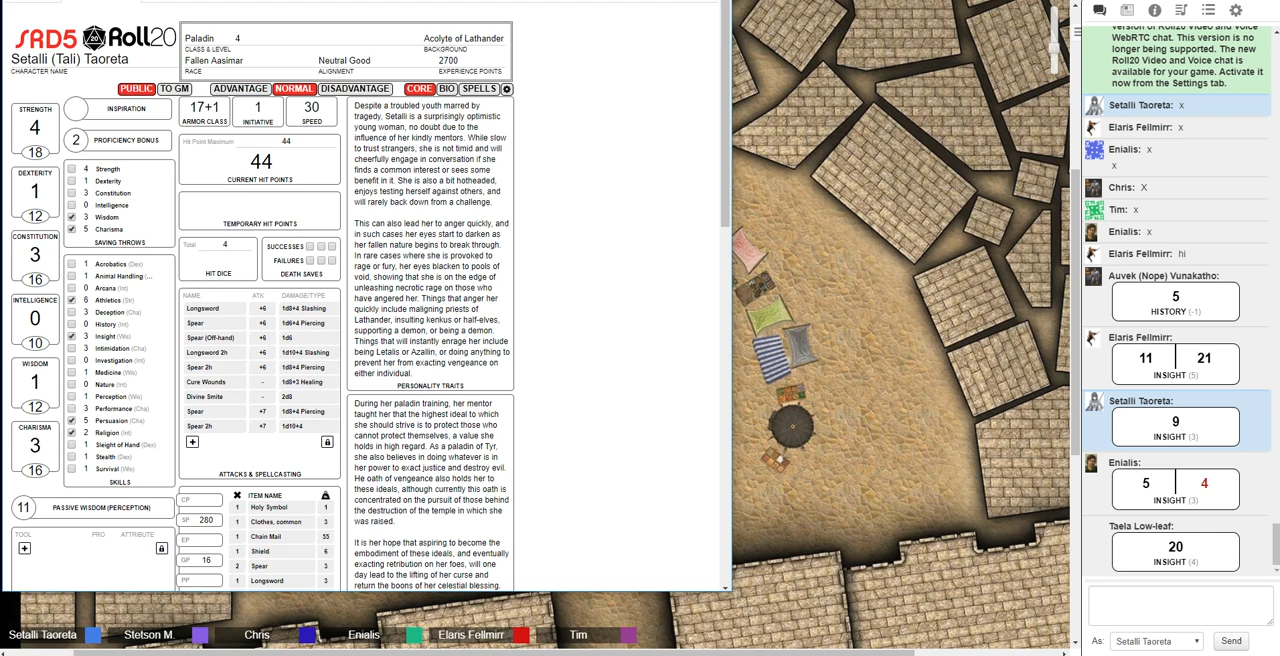 SRD5 Roll20
Setalli (Tali) Taoreta
CHARACTER NAME
Paladin 4 Acolyte of Lathander
CLASS & LEVEL BACKGROUND
Fallen Aasimar Neutral Good 2700
RACE ALIGNMENT EXPERIENCE POINTS
PUBLIC TO GM ADVANTAGE NORMAL DISADVANTAGE CORE BIO SPELLS
STRENGTH
4
18
DEXTERITY
1
12
CONSTITUTION
3
16
INTELLIGENCE
0
10
WISDOM
1
12
CHARISMA
3
16
INSPIRATION
2 PROFICIENCY BONUS
4 Strength
1 Dexterity
3 Constitution
0 Intelligence
3 Wisdom
5 Charisma
SAVING THROWS
1 Acrobatics (Dex)
1 Animal Handling (...
0 Arcana (Int)
6 Athletics (Str)
3 Deception (Cha)
0 History (Int)
3 Insight (Wis)
3 Intimidation (Cha)
0 Investigation (Int)
1 Medicine (Wis)
0 Nature (Int)
1 Perception (Wis)
3 Performance (Cha)
5 Persuasion (Cha)
2 Religion (Int)
1 Sleight of Hand (Dex)
1 Stealth (Dex)
1 Survival (Wis)
SKILLS
11 PASSIVE WISDOM (PERCEPTION)
TOOL PRO ATTRIBUTE
17+1 1 30
ARMOR CLASS INITIATIVE SPEED
Hit Point Maximum 44
44
CURRENT HIT POINTS
TEMPORARY HIT POINTS
Total 4
HIT DICE
SUCCESSES
FAILURES
DEATH SAVES
NAME ATK DAMAGE/TYPE
Longsword +6 1d8+4 Slashing
Spear +6 1d6+4 Piercing
Spear (Off-hand) +6 1d6
Longsword 2h +6 1d10+4 Slashing
Spear 2h +6 1d8+4 Piercing
Cure Wounds - 1d8+3 Healing
Divine Smite - 2d8
Spear +7 1d8+4 Piercing
Spear 2h +7 1d10+4
ATTACKS & SPELLCASTING
CP
SP 280
EP
GP 16
PP
ITEM NAME
1 Holy Symbol 1
1 Clothes, common 3
1 Chain Mail 55
1 Shield 6
2 Spear 3
1 Longsword 3
Despite a troubled youth marred by
tragedy, Setalli is a surprisingly optimistic
young woman, no doubt due to the
influence of her kindly mentors. While slow
to trust strangers, she is not timid and will
cheerfully engage in conversation if she
finds a common interest or sees some
benefit in it. She is also a bit hotheaded,
enjoys testing herself against others, and
will rarely back down from a challenge.
This can also lead her to anger quickly, and
in such cases her eyes start to darken as
her fallen nature begins to break through.
In rare cases where she is provoked to
rage or fury, her eyes blacken to pools of
void, showing that she is on the edge of
unleashing necrotic rage on those who
have angered her. Things that anger her
quickly include maligning priests of
Lathander, insulting kenkus or half-elves,
supporting a demon, or being a demon.
Things that will instantly enrage her include
being Letalis or Azallin, or doing anything to
prevent her from exacting vengeance on
either individual.
PERSONALITY TRAITS
During her paladin training, her mentor
taught her that the highest ideal to which
she should strive is to protect those who
cannot protect themselves, a value she
holds in high regard. As a paladin of Tyr,
she also believes in doing whatever is in
her power to exact justice and destroy evil.
He oath of vengeance also holds her to
these ideals, although currently this oath is
concentrated on the pursuit of those behind
the destruction of the temple in which she
was raised.
It is her hope that aspiring to become the
embodiment of these ideals, and eventually
exacting retribution on her foes, will one
day lead to the lifting of her curse and
return the boons of her celestial blessing.
Setalli Taoreta Stetson M. Chris Enialis Elaris Fellmirr Tim
version of Roll20 Video and Voice
WebRTC chat. This version is no
longer being supported. The new
Roll20 Video and Voice chat is
available for your game. Activate it
now from the Settings tab.
Setalli Taoreta: x
Elaris Fellmirr: x
Enialis: x
x
Chris: X
Tim: x
Enialis: x
Elaris Fellmirr: hi
Auvek (Nope) Vunakatho:
5
HISTORY (-1)
Elaris Fellmirr:
11 21
INSIGHT (5)
Setalli Taoreta:
9
INSIGHT (3)
Enialis:
5 4
INSIGHT (3)
Taela Low-leaf:
20
INSIGHT (4)
As: Setalli Taoreta Send